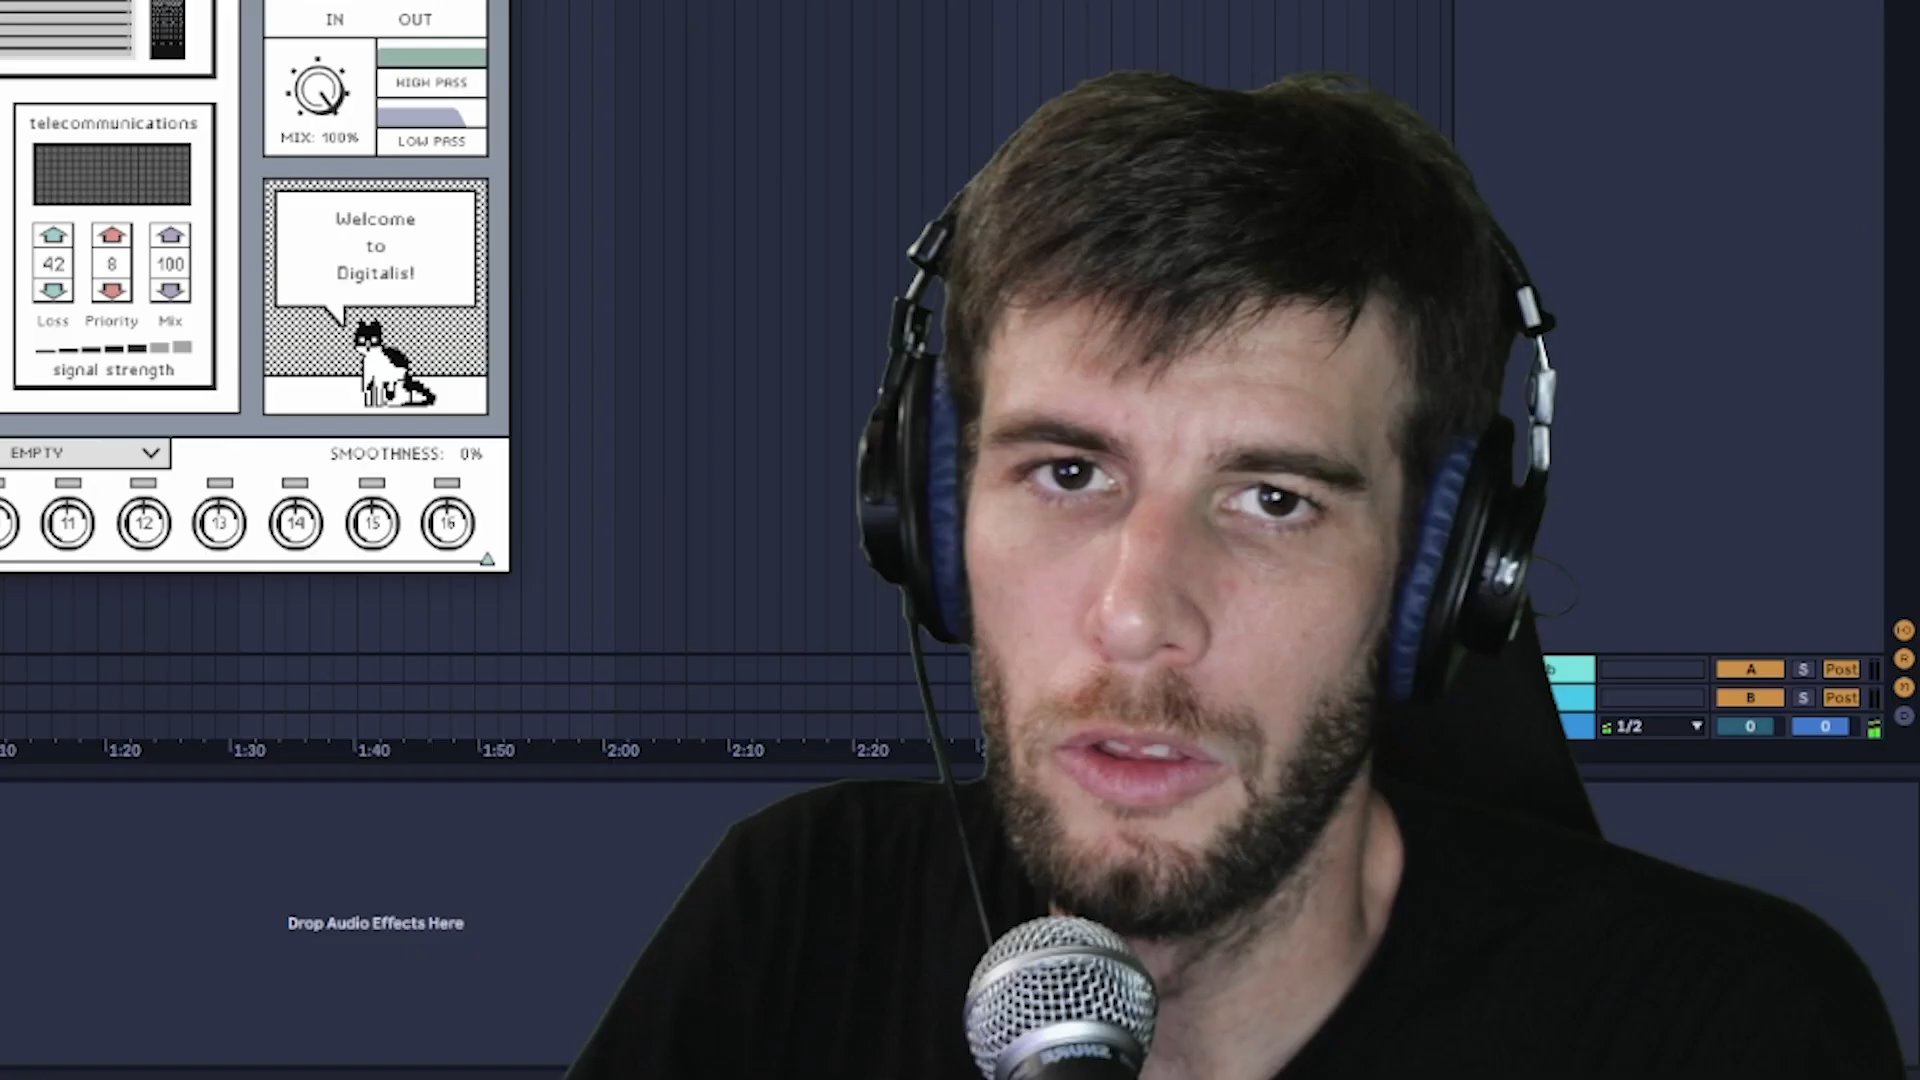 IN OUT
HIGH PASS
MIX: 100%
LOW PASS
telecommunications
42 8 100
Loss Priority Mix
signal strength
Welcome
to
Digitalis!
EMPTY
SMOOTHNESS: 0%
11 12 13 14 15 16
A S Post
B S Post
1/2 0 0
R
10 1:20 1:30 1:40 1:50 2:00 2:10 2:20
Drop Audio Effects Here
SHURE